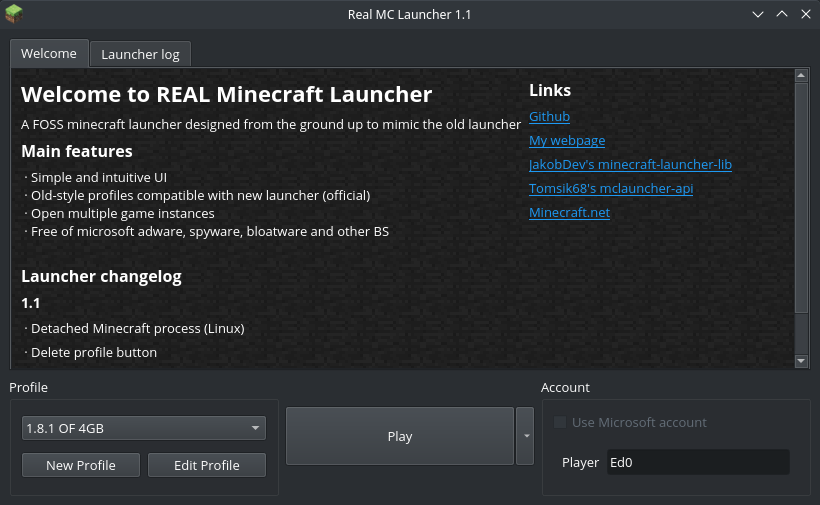 Real MC Launcher 1.1
Welcome
Launcher log
Welcome to REAL Minecraft Launcher
A FOSS minecraft launcher designed from the ground up to mimic the old launcher
Main features
· Simple and intuitive UI
· Old-style profiles compatible with new launcher (official)
· Open multiple game instances
· Free of microsoft adware, spyware, bloatware and other BS
Launcher changelog
1.1
· Detached Minecraft process (Linux)
· Delete profile button
Links
Github
My webpage
JakobDev's minecraft-launcher-lib
Tomsik68's mclauncher-api
Minecraft.net
Profile
1.8.1 OF 4GB
New Profile
Edit Profile
Play
Account
Use Microsoft account
Player
Ed0